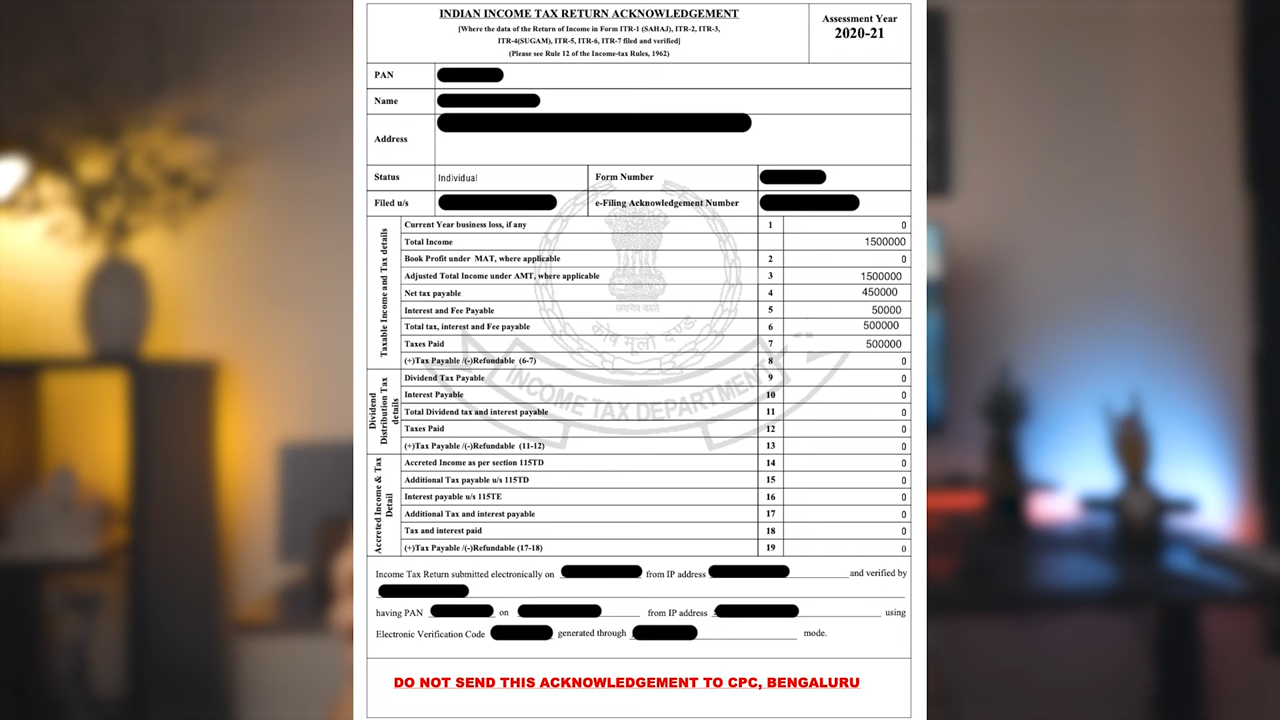 INDIAN INCOME TAX RETURN ACKNOWLEDGEMENT
[Where the data of the Return of Income in Form ITR-1 (SAHAJ), ITR-2, ITR-3,
ITR-4(SUGAM), ITR-5, ITR-6, ITR-7 filed and verified]
(Please see Rule 12 of the Income-tax Rules, 1962)
Assessment Year
2020-21
PAN
Name
Address
Status Individual Form Number
Filed u/s e-Filing Acknowledgement Number
Taxable Income and Tax details
Current Year business loss, if any 1 0
Total Income 1500000
Book Profit under MAT, where applicable 2 0
Adjusted Total Income under AMT, where applicable 3 1500000
Net tax payable 4 450000
Interest and Fee Payable 5 50000
Total tax, interest and Fee payable 6 500000
Taxes Paid 7 500000
(+)Tax Payable /(-)Refundable (6-7) 8 0
Dividend
Distribution Tax
details
Dividend Tax Payable 9 0
Interest Payable 10 0
Total Dividend tax and interest payable 11 0
Taxes Paid 12 0
(+)Tax Payable /(-)Refundable (11-12) 13 0
Accreted Income & Tax
Detail
Accreted Income as per section 115TD 14 0
Additional Tax payable u/s 115TD 15 0
Interest payable u/s 115TE 16 0
Additional Tax and interest payable 17 0
Tax and interest paid 18 0
(+)Tax Payable /(-)Refundable (17-18) 19 0
सत्यमेव जयते
कोष मूलो दण्डः
INCOME TAX DEPARTMENT
Income Tax Return submitted electronically on from IP address and verified by
having PAN on from IP address using
Electronic Verification Code generated through mode.
DO NOT SEND THIS ACKNOWLEDGEMENT TO CPC, BENGALURU